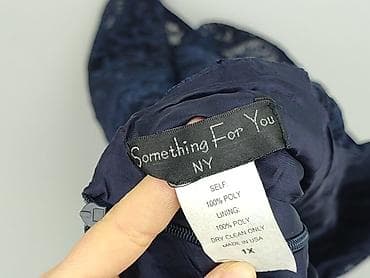 Something For You
NY
SELF:
100% POLY
LINING:
100% POLY
DRY CLEAN ONLY
MADE IN USA
1X